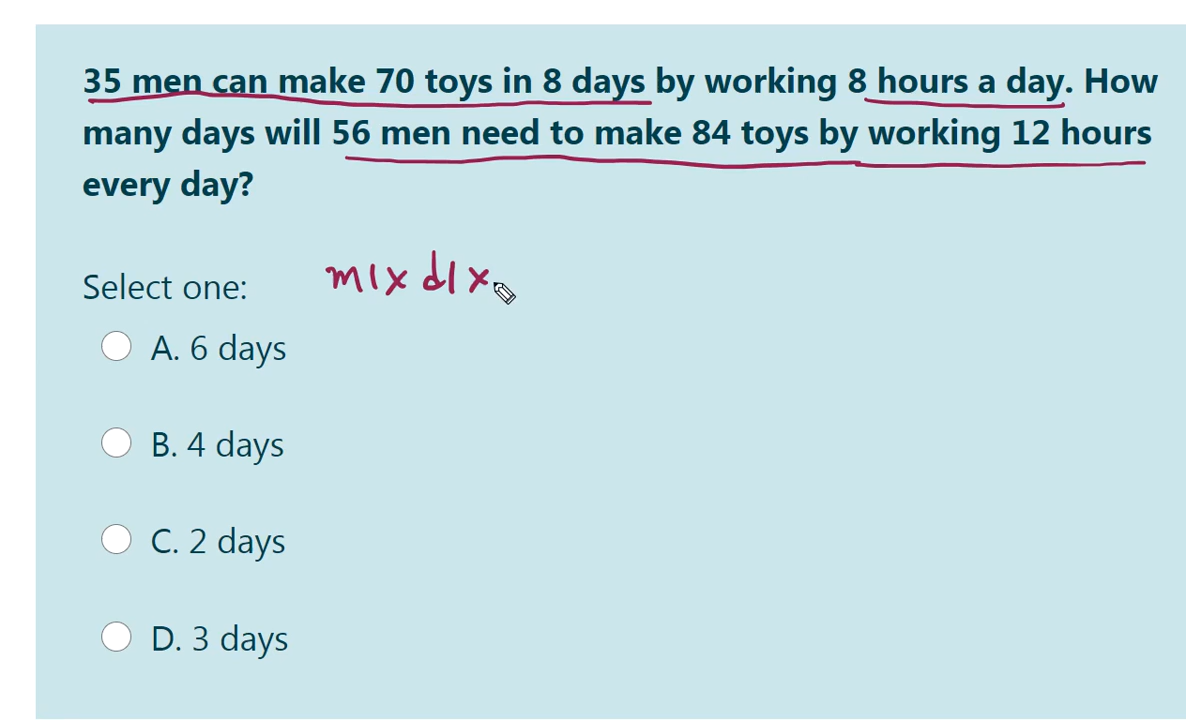 35 men can make 70 toys in 8 days by working 8 hours a day. How
many days will 56 men need to make 84 toys by working 12 hours
every day?
Select one:
m1 x d1 x
A. 6 days
B. 4 days
C. 2 days
D. 3 days